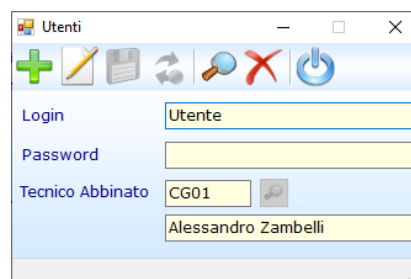 Utenti
Login Utente
Password
Tecnico Abbinato CG01
Alessandro Zambelli